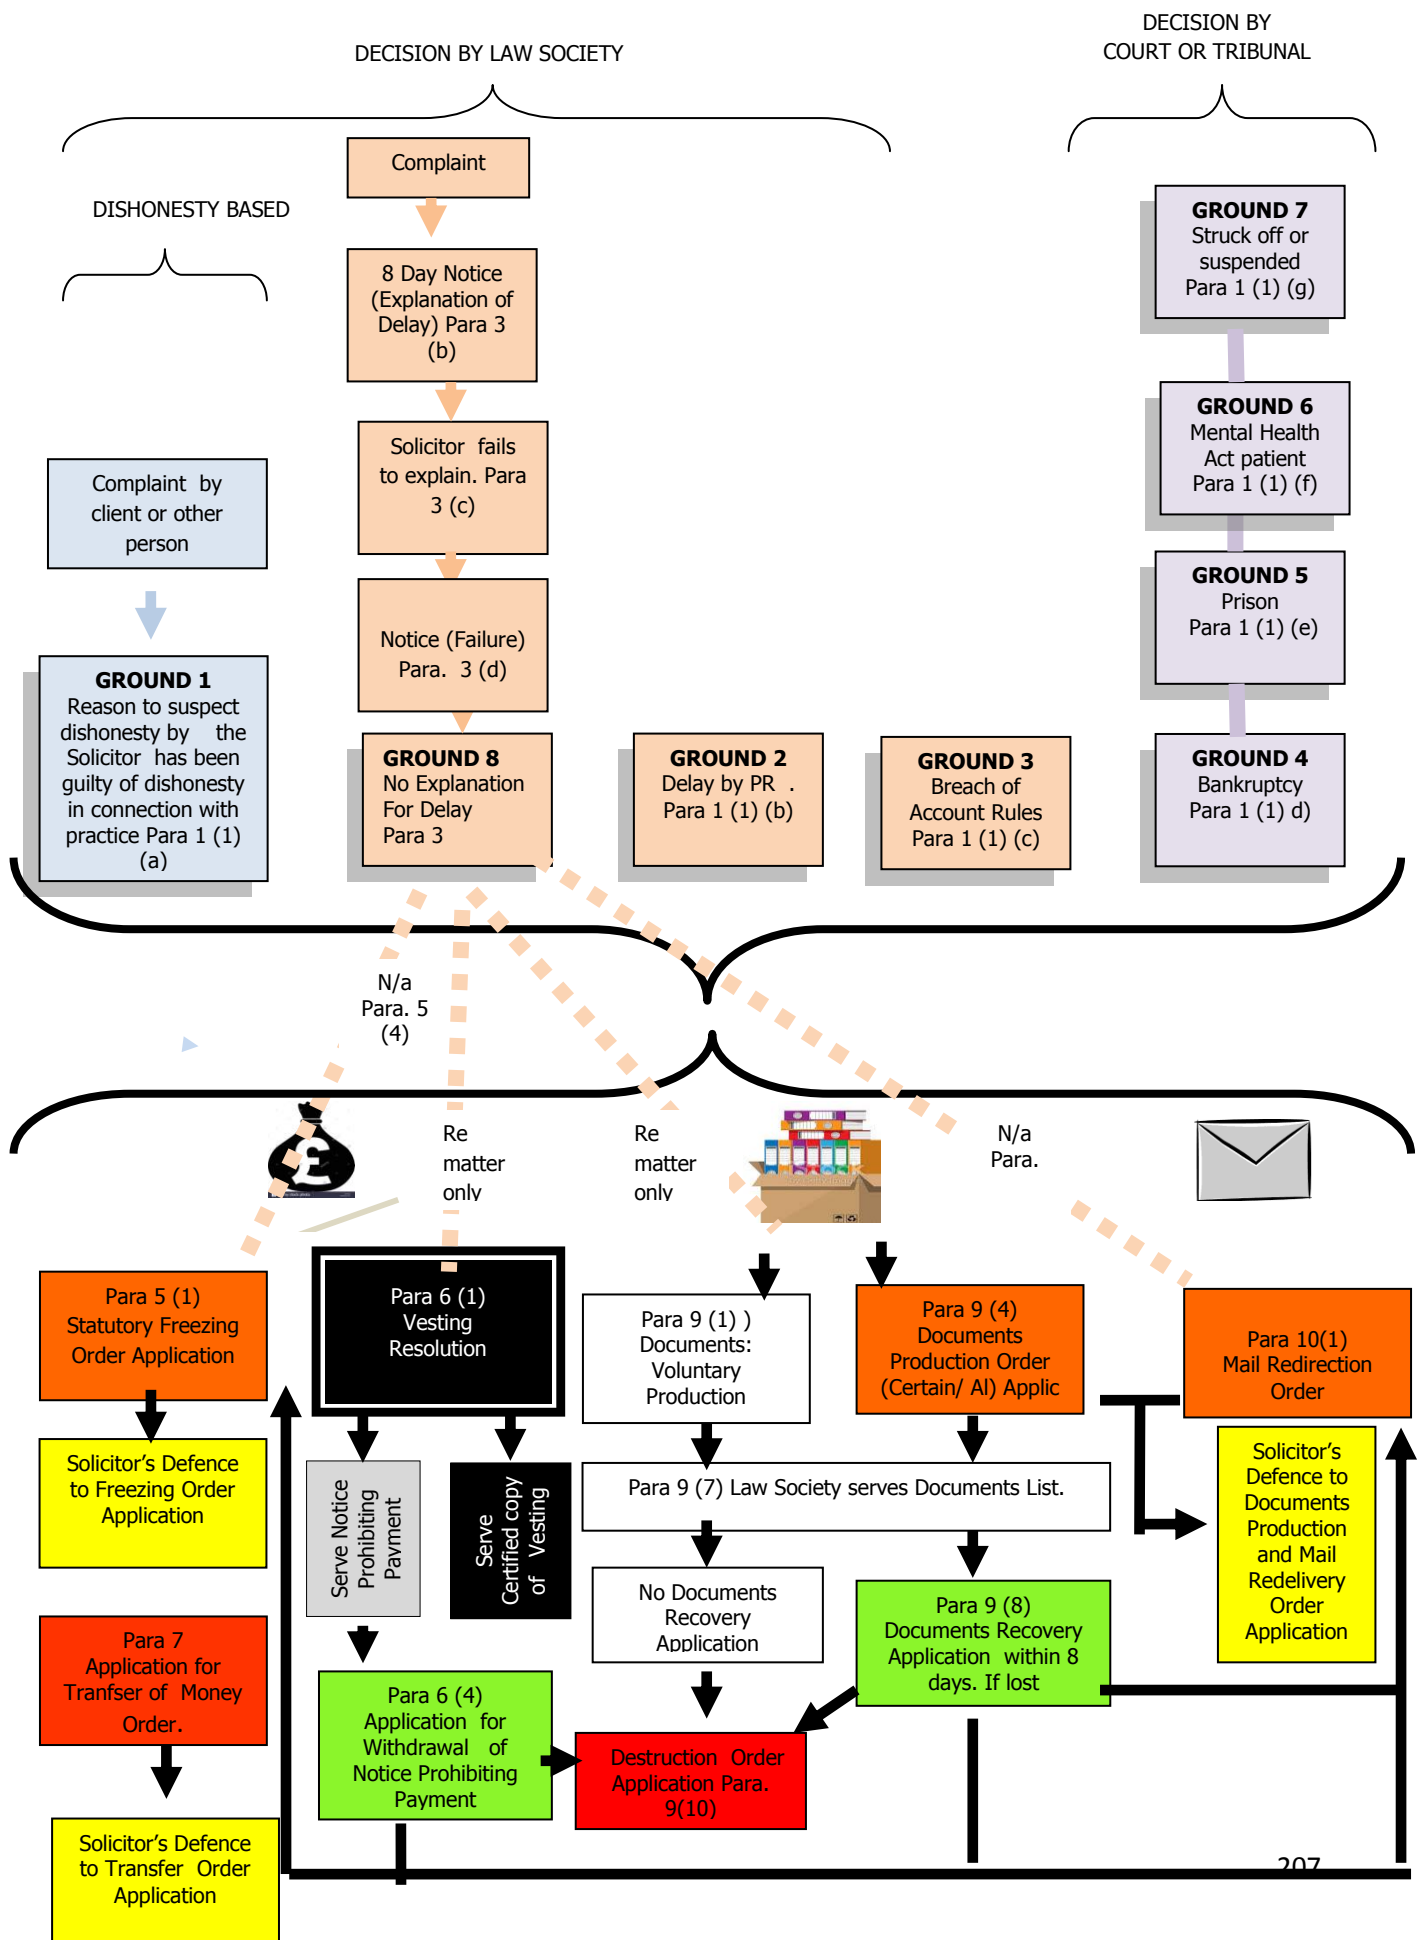 DECISION BY LAW SOCIETY
DECISION BY
COURT OR TRIBUNAL
DISHONESTY BASED
Complaint
8 Day Notice
(Explanation of
Delay) Para 3
(b)
Solicitor fails
to explain. Para
3 (c)
Notice (Failure)
Para. 3 (d)
Complaint by
client or other
person
GROUND 7
Struck off or
suspended
Para 1 (1) (g)
GROUND 6
Mental Health
Act patient
Para 1 (1) (f)
GROUND 5
Prison
Para 1 (1) (e)
GROUND 1
Reason to suspect
dishonesty by the
Solicitor has been
guilty of dishonesty
in connection with
practice Para 1 (1)
(a)
GROUND 8
No Explanation
For Delay
Para 3
GROUND 2
Delay by PR .
Para 1 (1) (b)
GROUND 3
Breach of
Account Rules
Para 1 (1) (c)
GROUND 4
Bankruptcy
Para 1 (1) d)
N/a
Para. 5
(4)
Re
matter
only
Re
matter
only
N/a
Para.
£
Para 5 (1)
Statutory Freezing
Order Application
Para 6 (1)
Vesting
Resolution
Para 9 (1) )
Documents:
Voluntary
Production
Para 9 (4)
Documents
Production Order
(Certain/ Al) Applic
Para 10(1)
Mail Redirection
Order
Solicitor's Defence
to Freezing Order
Application
Serve Notice
Prohibiting
Payment
Serve
Certified copy
of Vesting
Para 9 (7) Law Society serves Documents List.
Solicitor's
Defence to
Documents
Production
and Mail
Redelivery
Order
Application
No Documents
Recovery
Application
Para 9 (8)
Documents Recovery
Application within 8
days. If lost
Para 7
Application for
Tranfser of Money
Order.
Para 6 (4)
Application for
Withdrawal of
Notice Prohibiting
Payment
Destruction Order
Application Para.
9(10)
Solicitor's Defence
to Transfer Order
Application
207